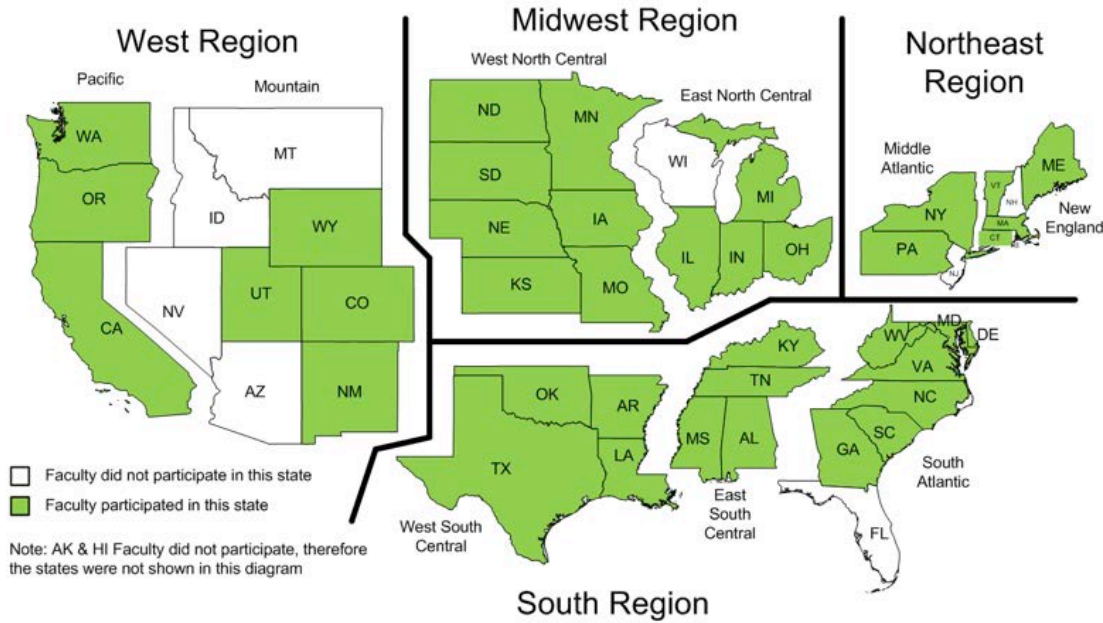 West Region
Pacific
Mountain
WA
OR
CA
MT
ID
WY
NV
UT
CO
AZ
NM
Midwest Region
West North Central
East North Central
ND
MN
SD
WI
MI
NE
IA
IL
IN
OH
KS
MO
Northeast
Region
Middle
Atlantic
New
England
ME
VT
NH
NY
MA
CT
PA
NJ
OK
AR
TX
LA
West South
Central
KY
TN
MS
AL
East
South
Central
WV
MD
DE
VA
NC
SC
GA
FL
South
Atlantic
South Region
Faculty did not participate in this state
Faculty participated in this state
Note: AK & HI Faculty did not participate, therefore
the states were not shown in this diagram